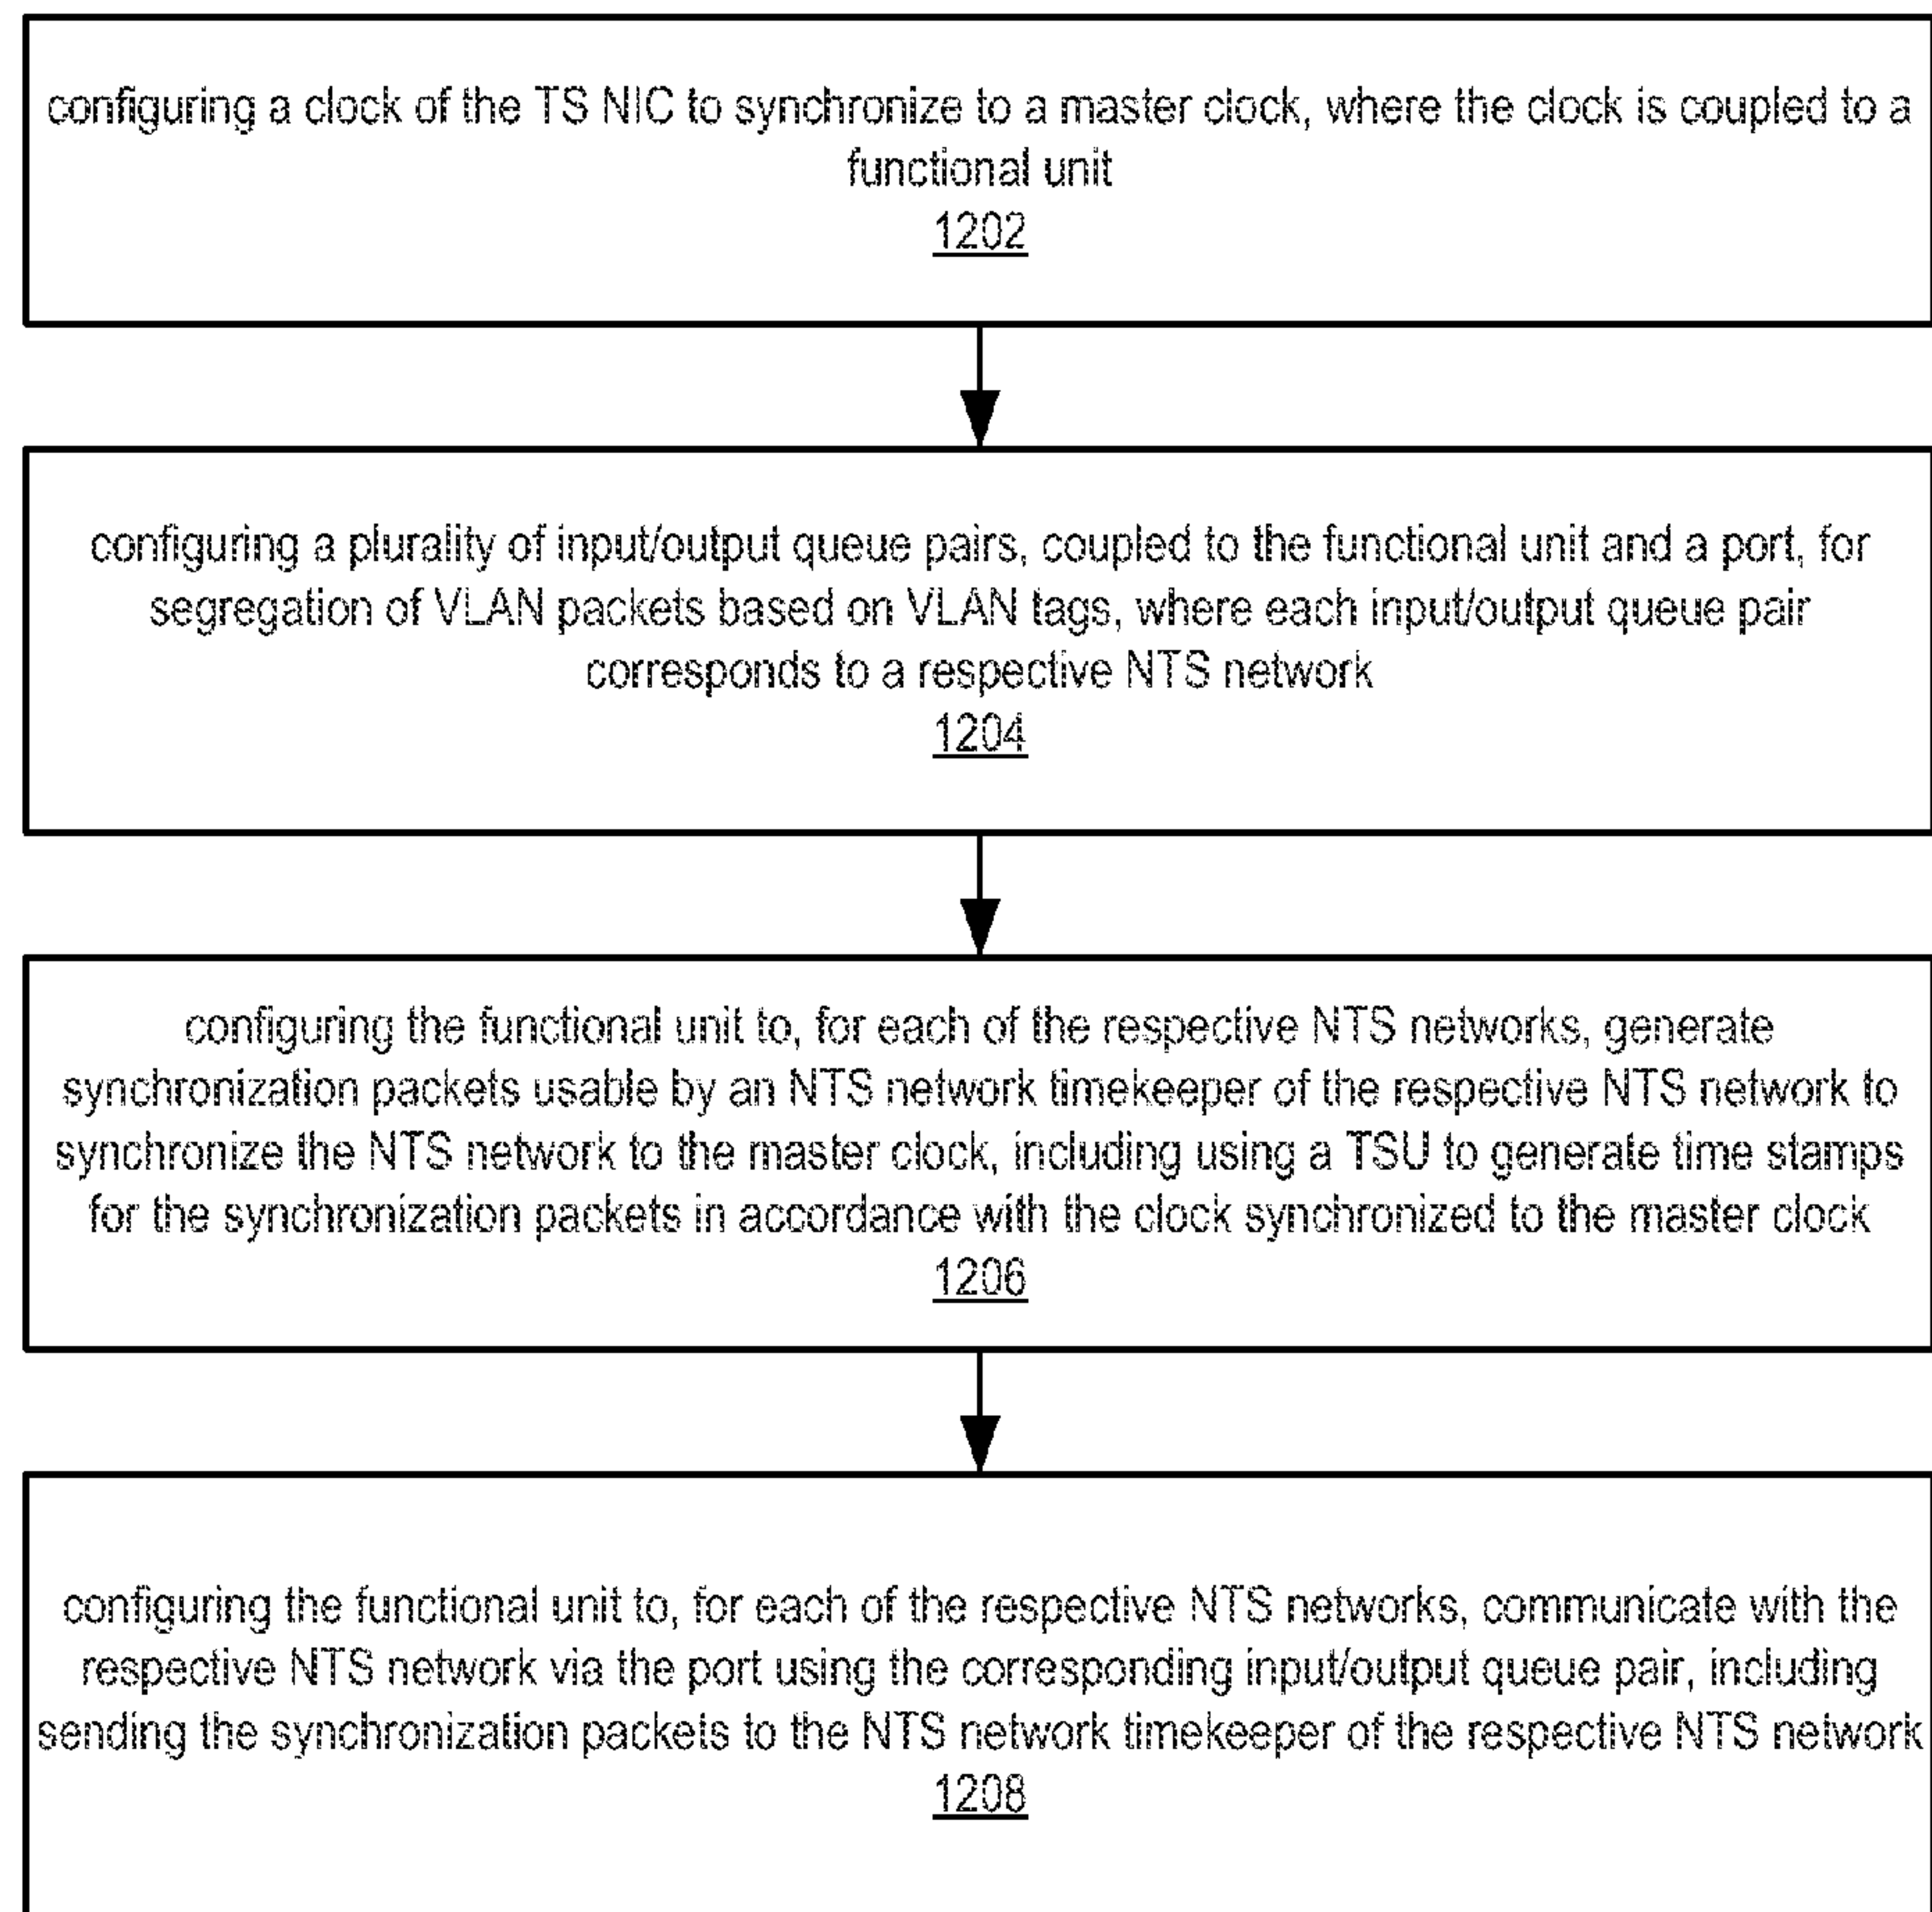 configuring a clock of the TS NIC to synchronize to a master clock, where the clock is coupled to a
functional unit
1202
configuring a plurality of input/output queue pairs, coupled to the functional unit and a port, for
segregation of VLAN packets based on VLAN tags, where each input/output queue pair
corresponds to a respective NTS network
1204
configuring the functional unit to, for each of the respective NTS networks, generate
synchronization packets usable by an NTS network timekeeper of the respective NTS network to
synchronize the NTS network to the master clock, including using a TSU to generate time stamps
for the synchronization packets in accordance with the clock synchronized to the master clock
1206
configuring the functional unit to, for each of the respective NTS networks, communicate with the
respective NTS network via the port using the corresponding input/output queue pair, including
sending the synchronization packets to the NTS network timekeeper of the respective NTS network
1208